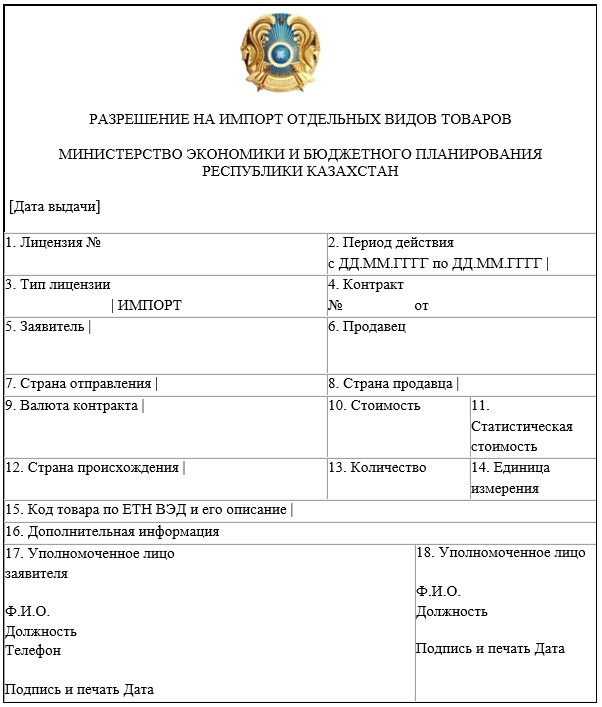 РАЗРЕШЕНИЕ НА ИМПОРТ ОТДЕЛЬНЫХ ВИДОВ ТОВАРОВ
МИНИСТЕРСТВО ЭКОНОМИКИ И БЮДЖЕТНОГО ПЛАНИРОВАНИЯ
РЕСПУБЛИКИ КАЗАХСТАН
[Дата выдачи]
1. Лицензия №
2. Период действия
с ДД.ММ.ГГГГ по ДД.ММ.ГГГГ |
3. Тип лицензии
| ИМПОРТ
4. Контракт
№ от
5. Заявитель |
6. Продавец
7. Страна отправления |
8. Страна продавца |
9. Валюта контракта |
10. Стоимость
11.
Статистическая
стоимость
12. Страна происхождения |
13. Количество
14. Единица
измерения
15. Код товара по ЕТН ВЭД и его описание |
16. Дополнительная информация
17. Уполномоченное лицо
заявителя
Ф.И.О.
Должность
Телефон
Подпись и печать Дата
18. Уполномоченное лицо
Ф.И.О.
Должность
Подпись и печать Дата